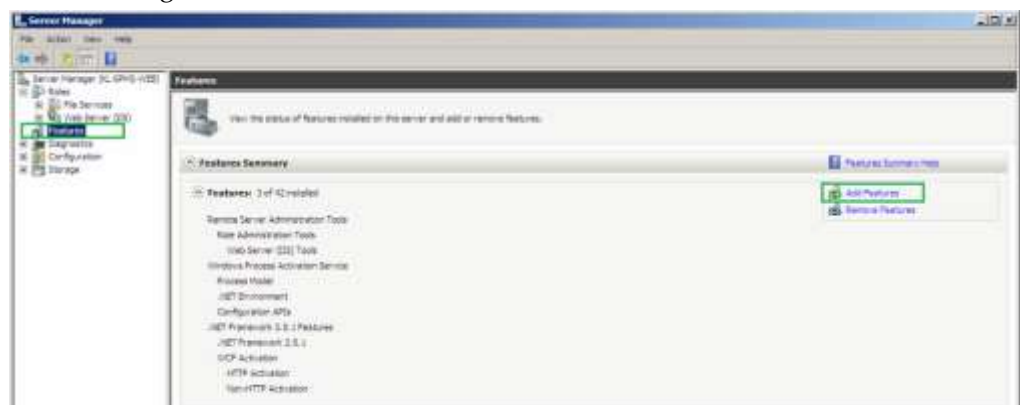 Server Manager
File Action View Help
Server Manager
Roles
File Services
Web Server (IIS)
Features
Diagnostics
Configuration
Storage
Features
View the status of features installed on this server and add or remove features.
Features Summary
Features Summary Help
Features: 3 of 42 installed
Add Features
Remove Features
Remote Server Administration Tools
Role Administration Tools
Web Server (IIS) Tools
Windows Process Activation Service
Process Model
.NET Environment
Configuration APIs
.NET Framework 3.5.1 Features
.NET Framework 3.5.1
WCF Activation
HTTP Activation
Non-HTTP Activation